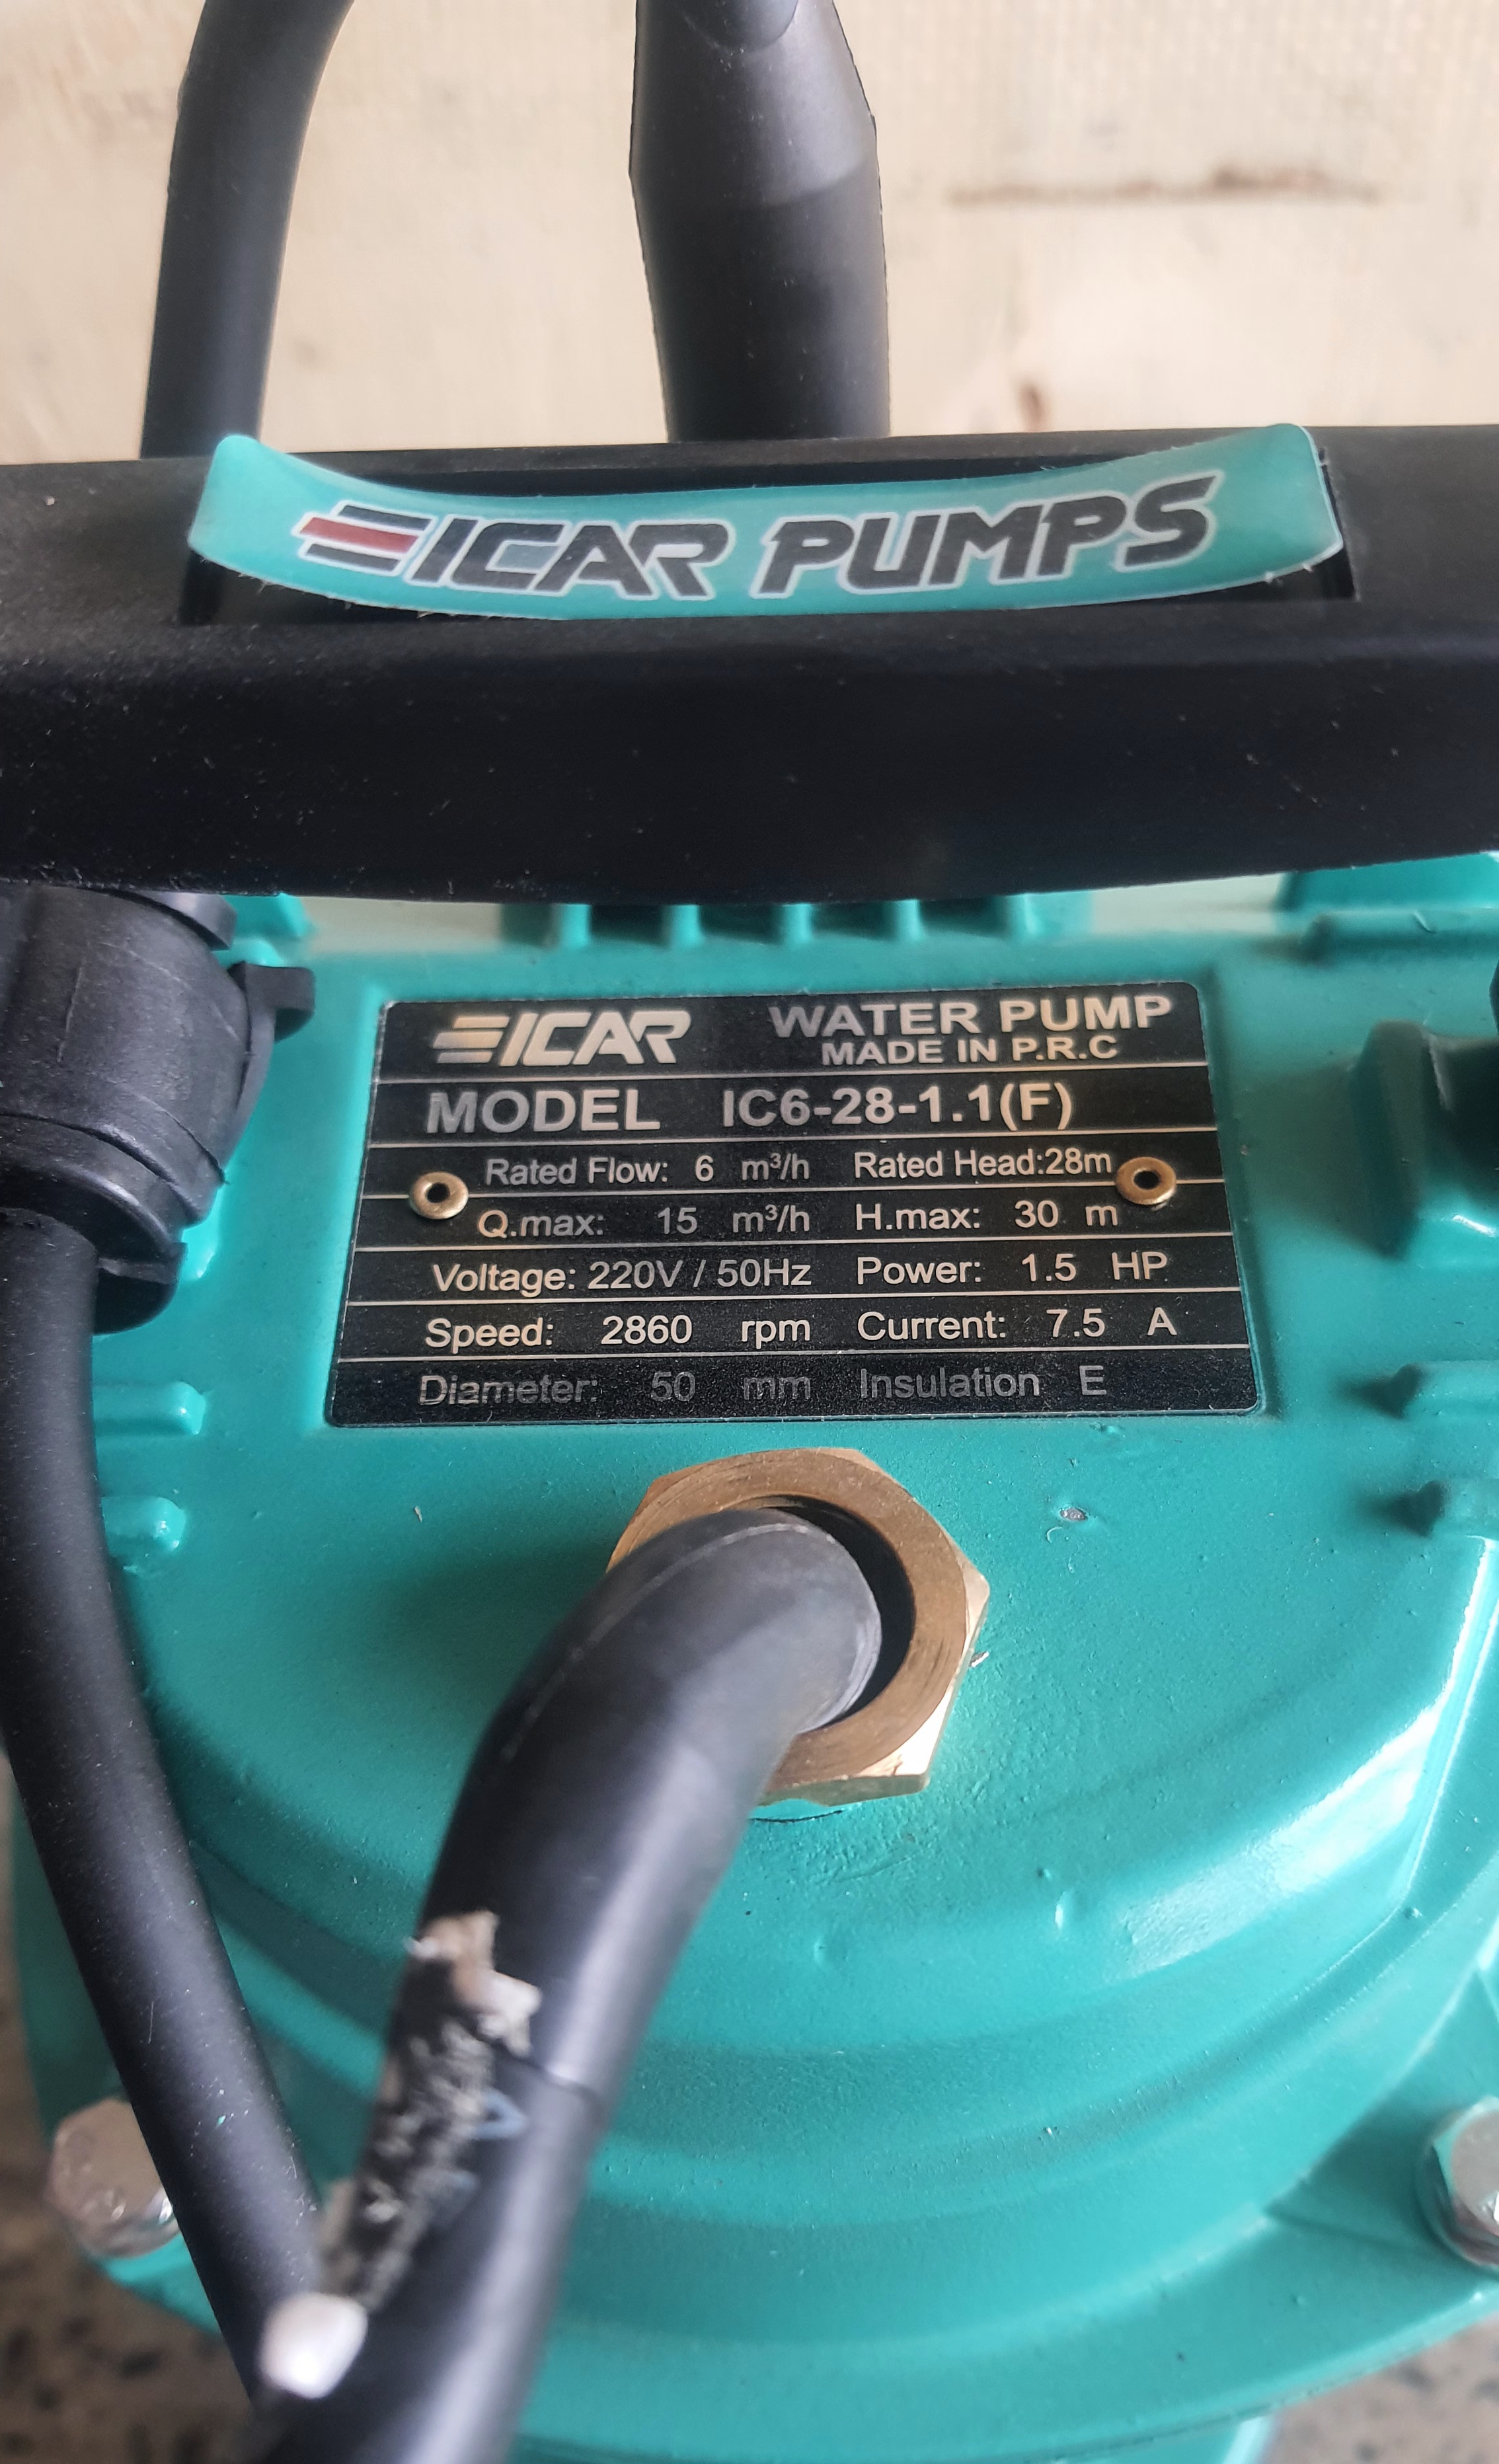 ICAR PUMPS
ICAR WATER PUMP
MADE IN P.R.C
MODEL IC6-28-1.1(F)
Rated Flow: 6 m³/h Rated Head:28m
Q.max: 15 m³/h H.max: 30 m
Voltage: 220V / 50Hz Power: 1.5 HP
Speed: 2860 rpm Current: 7.5 A
Diameter: 50 mm Insulation E